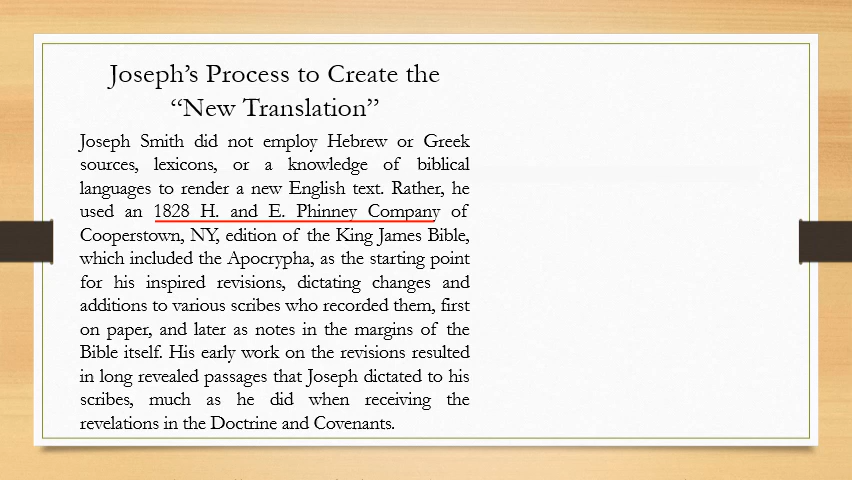 Joseph’s Process to Create the
“New Translation”
Joseph Smith did not employ Hebrew or Greek
sources, lexicons, or a knowledge of biblical
languages to render a new English text. Rather, he
used an 1828 H. and E. Phinney Company of
Cooperstown, NY, edition of the King James Bible,
which included the Apocrypha, as the starting point
for his inspired revisions, dictating changes and
additions to various scribes who recorded them, first
on paper, and later as notes in the margins of the
Bible itself. His early work on the revisions resulted
in long revealed passages that Joseph dictated to his
scribes, much as he did when receiving the
revelations in the Doctrine and Covenants.